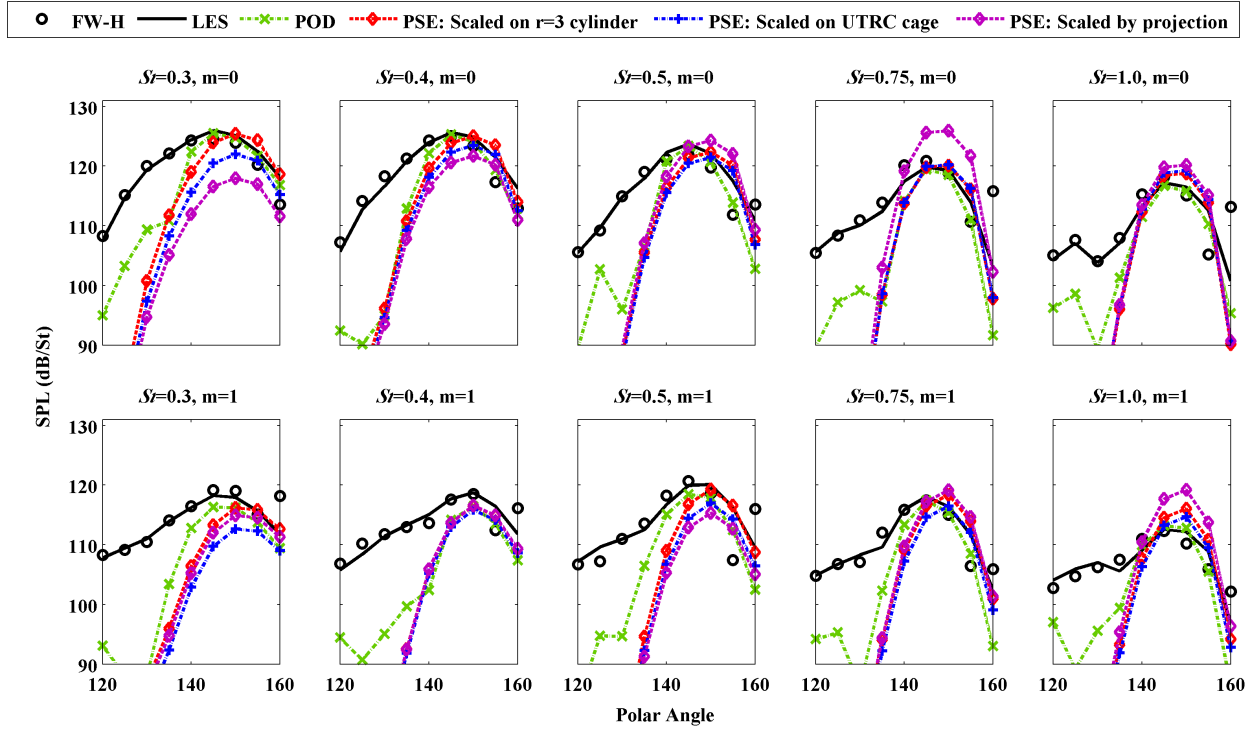 FW-H LES POD PSE: Scaled on r=3 cylinder PSE: Scaled on UTRC cage PSE: Scaled by projection
St=0.3, m=0 St=0.4, m=0 St=0.5, m=0 St=0.75, m=0 St=1.0, m=0
130
120
110
100
90
SPL (dB/St)
St=0.3, m=1 St=0.4, m=1 St=0.5, m=1 St=0.75, m=1 St=1.0, m=1
130
120
110
100
90
120 140 160 120 140 160 120 140 160 120 140 160 120 140 160
Polar Angle